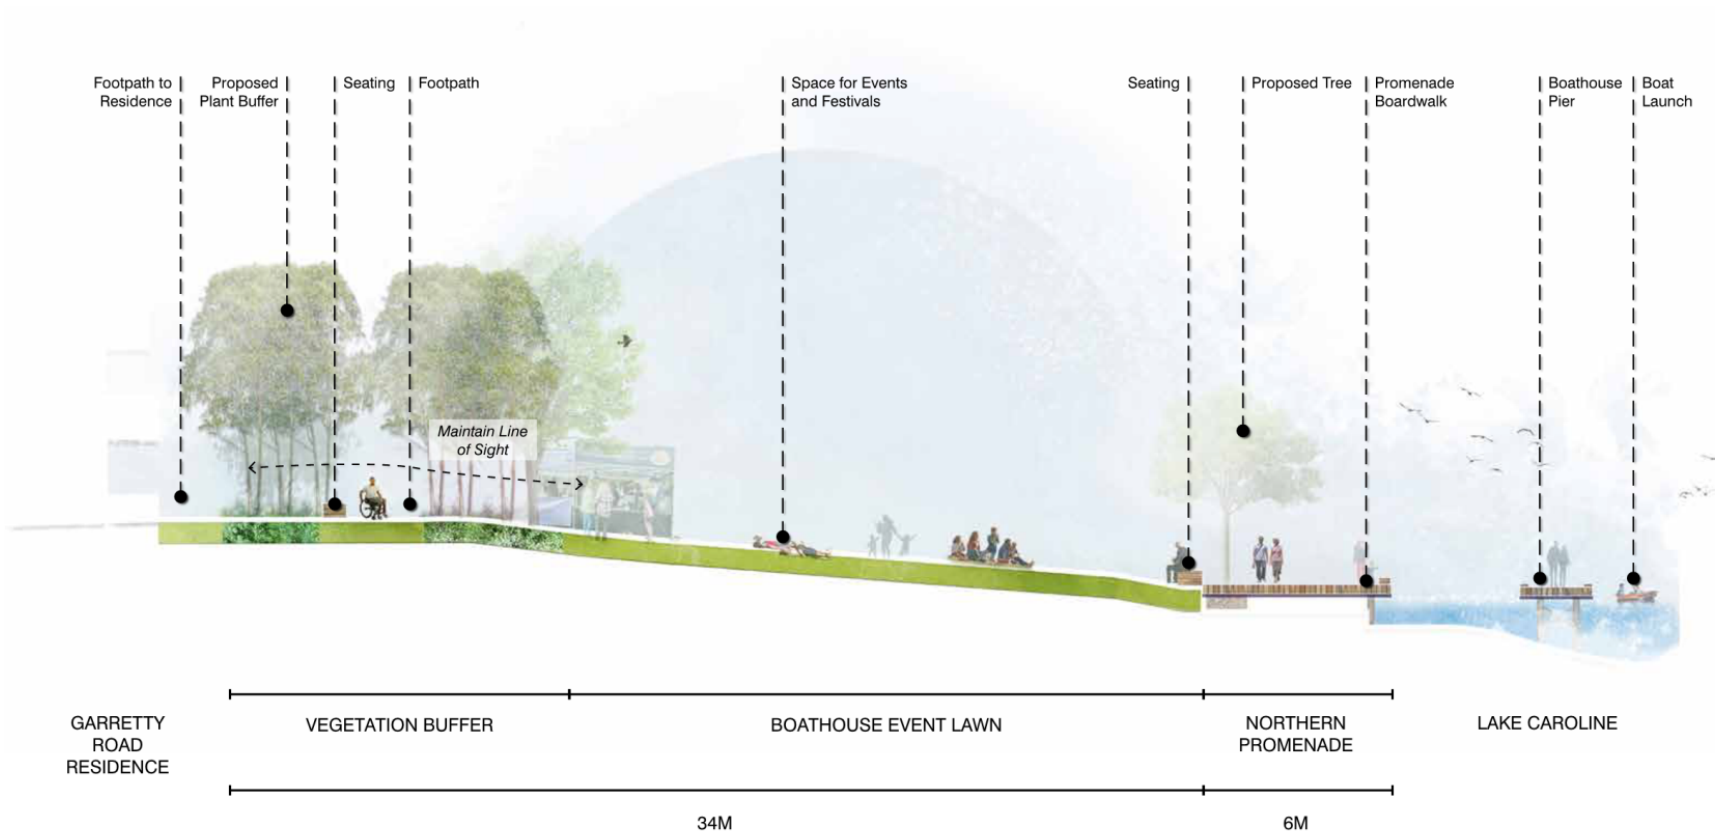 Footpath to
Residence
Proposed
Plant Buffer
Seating
Footpath
Space for Events
and Festivals
Seating
Proposed Tree
Promenade
Boardwalk
Boathouse
Pier
Boat
Launch
Maintain Line
of Sight
GARRETTY
ROAD
RESIDENCE
VEGETATION BUFFER
BOATHOUSE EVENT LAWN
NORTHERN
PROMENADE
LAKE CAROLINE
34M
6M